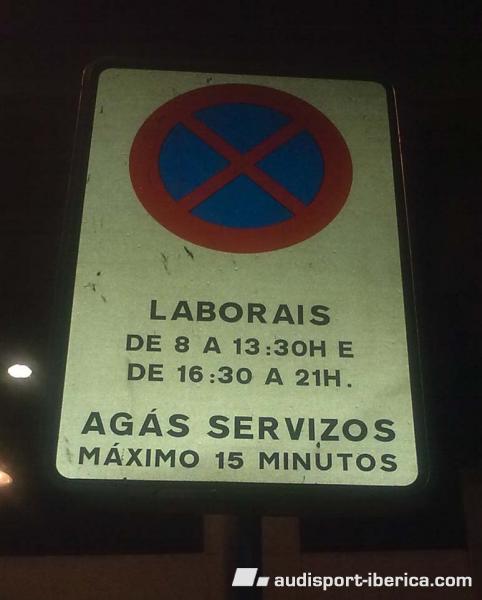 LABORAIS
DE 8 A 13:30H E
DE 16:30 A 21H.
AGÁS SERVIZOS
MÁXIMO 15 MINUTOS
audisport-iberica.com